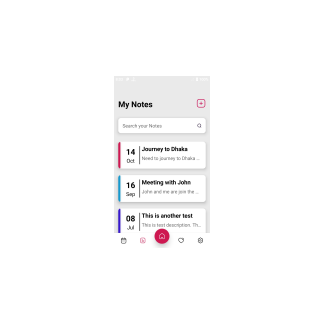 My Notes
Search your Notes
14
Oct
Journey to Dhaka
Need to journey to Dhaka ...
16
Sep
Meeting with John
John and me are join the ...
08
Jul
This is another test
This is test description. Th...